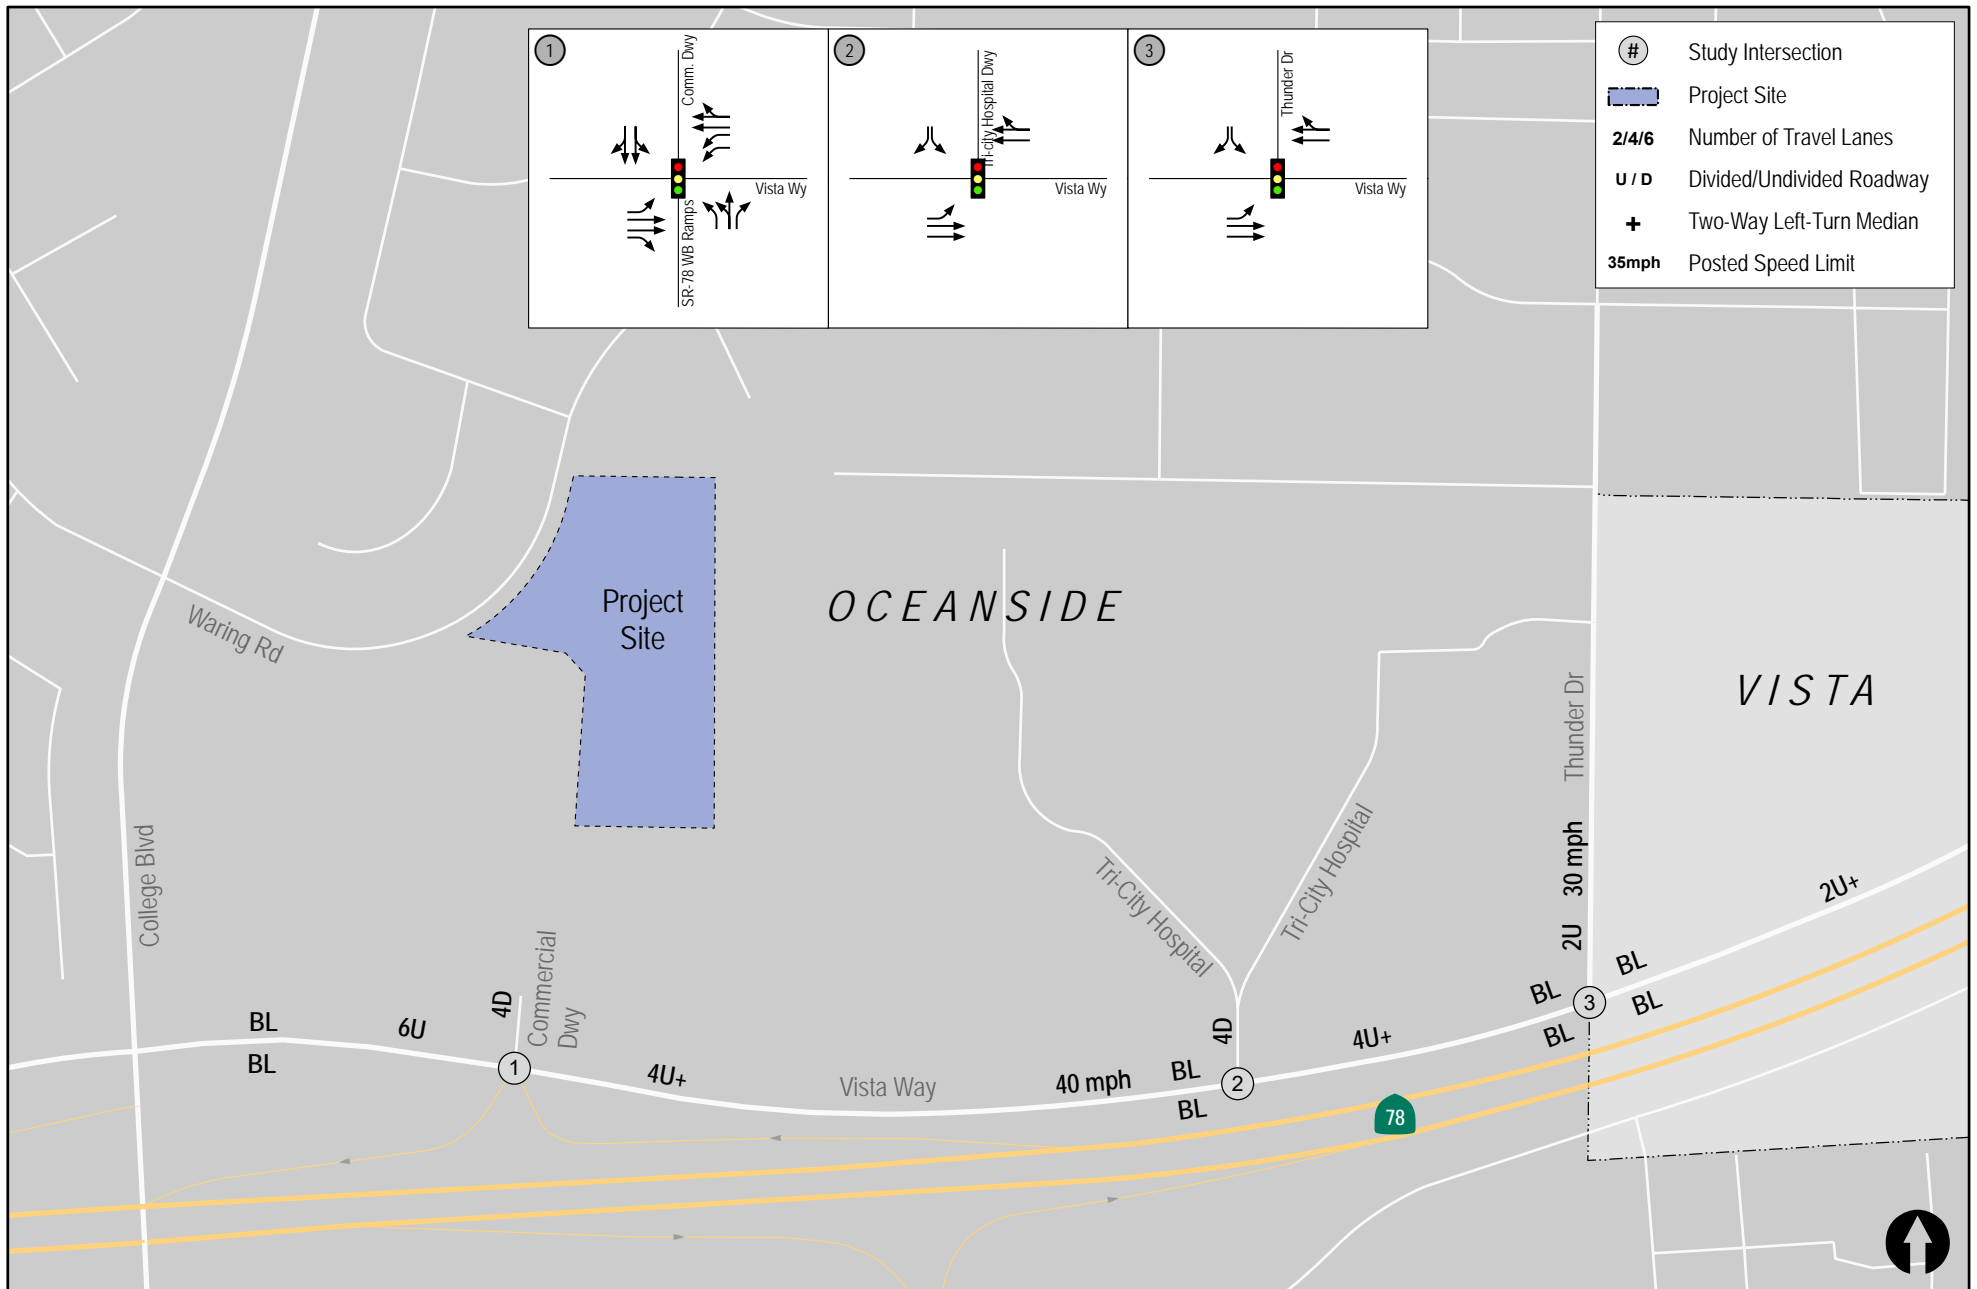 1
Comm. Dwy
Vista Wy
SR-78 WB Ramps
2
Tri-city Hospital Dwy
Vista Wy
3
Thunder Dr
Vista Wy
# Study Intersection
Project Site
2/4/6 Number of Travel Lanes
U / D Divided/Undivided Roadway
+ Two-Way Left-Turn Median
35mph Posted Speed Limit
Project
Site
OCEANSIDE
VISTA
Waring Rd
College Blvd
Thunder Dr
30 mph
2U
2U+
Tri-City Hospital
Tri-City Hospital
Commercial
Dwy
4D
4D
BL
BL
6U
1
4U+
Vista Way
40 mph
BL
BL
2
4U+
BL
BL
3
BL
BL
78